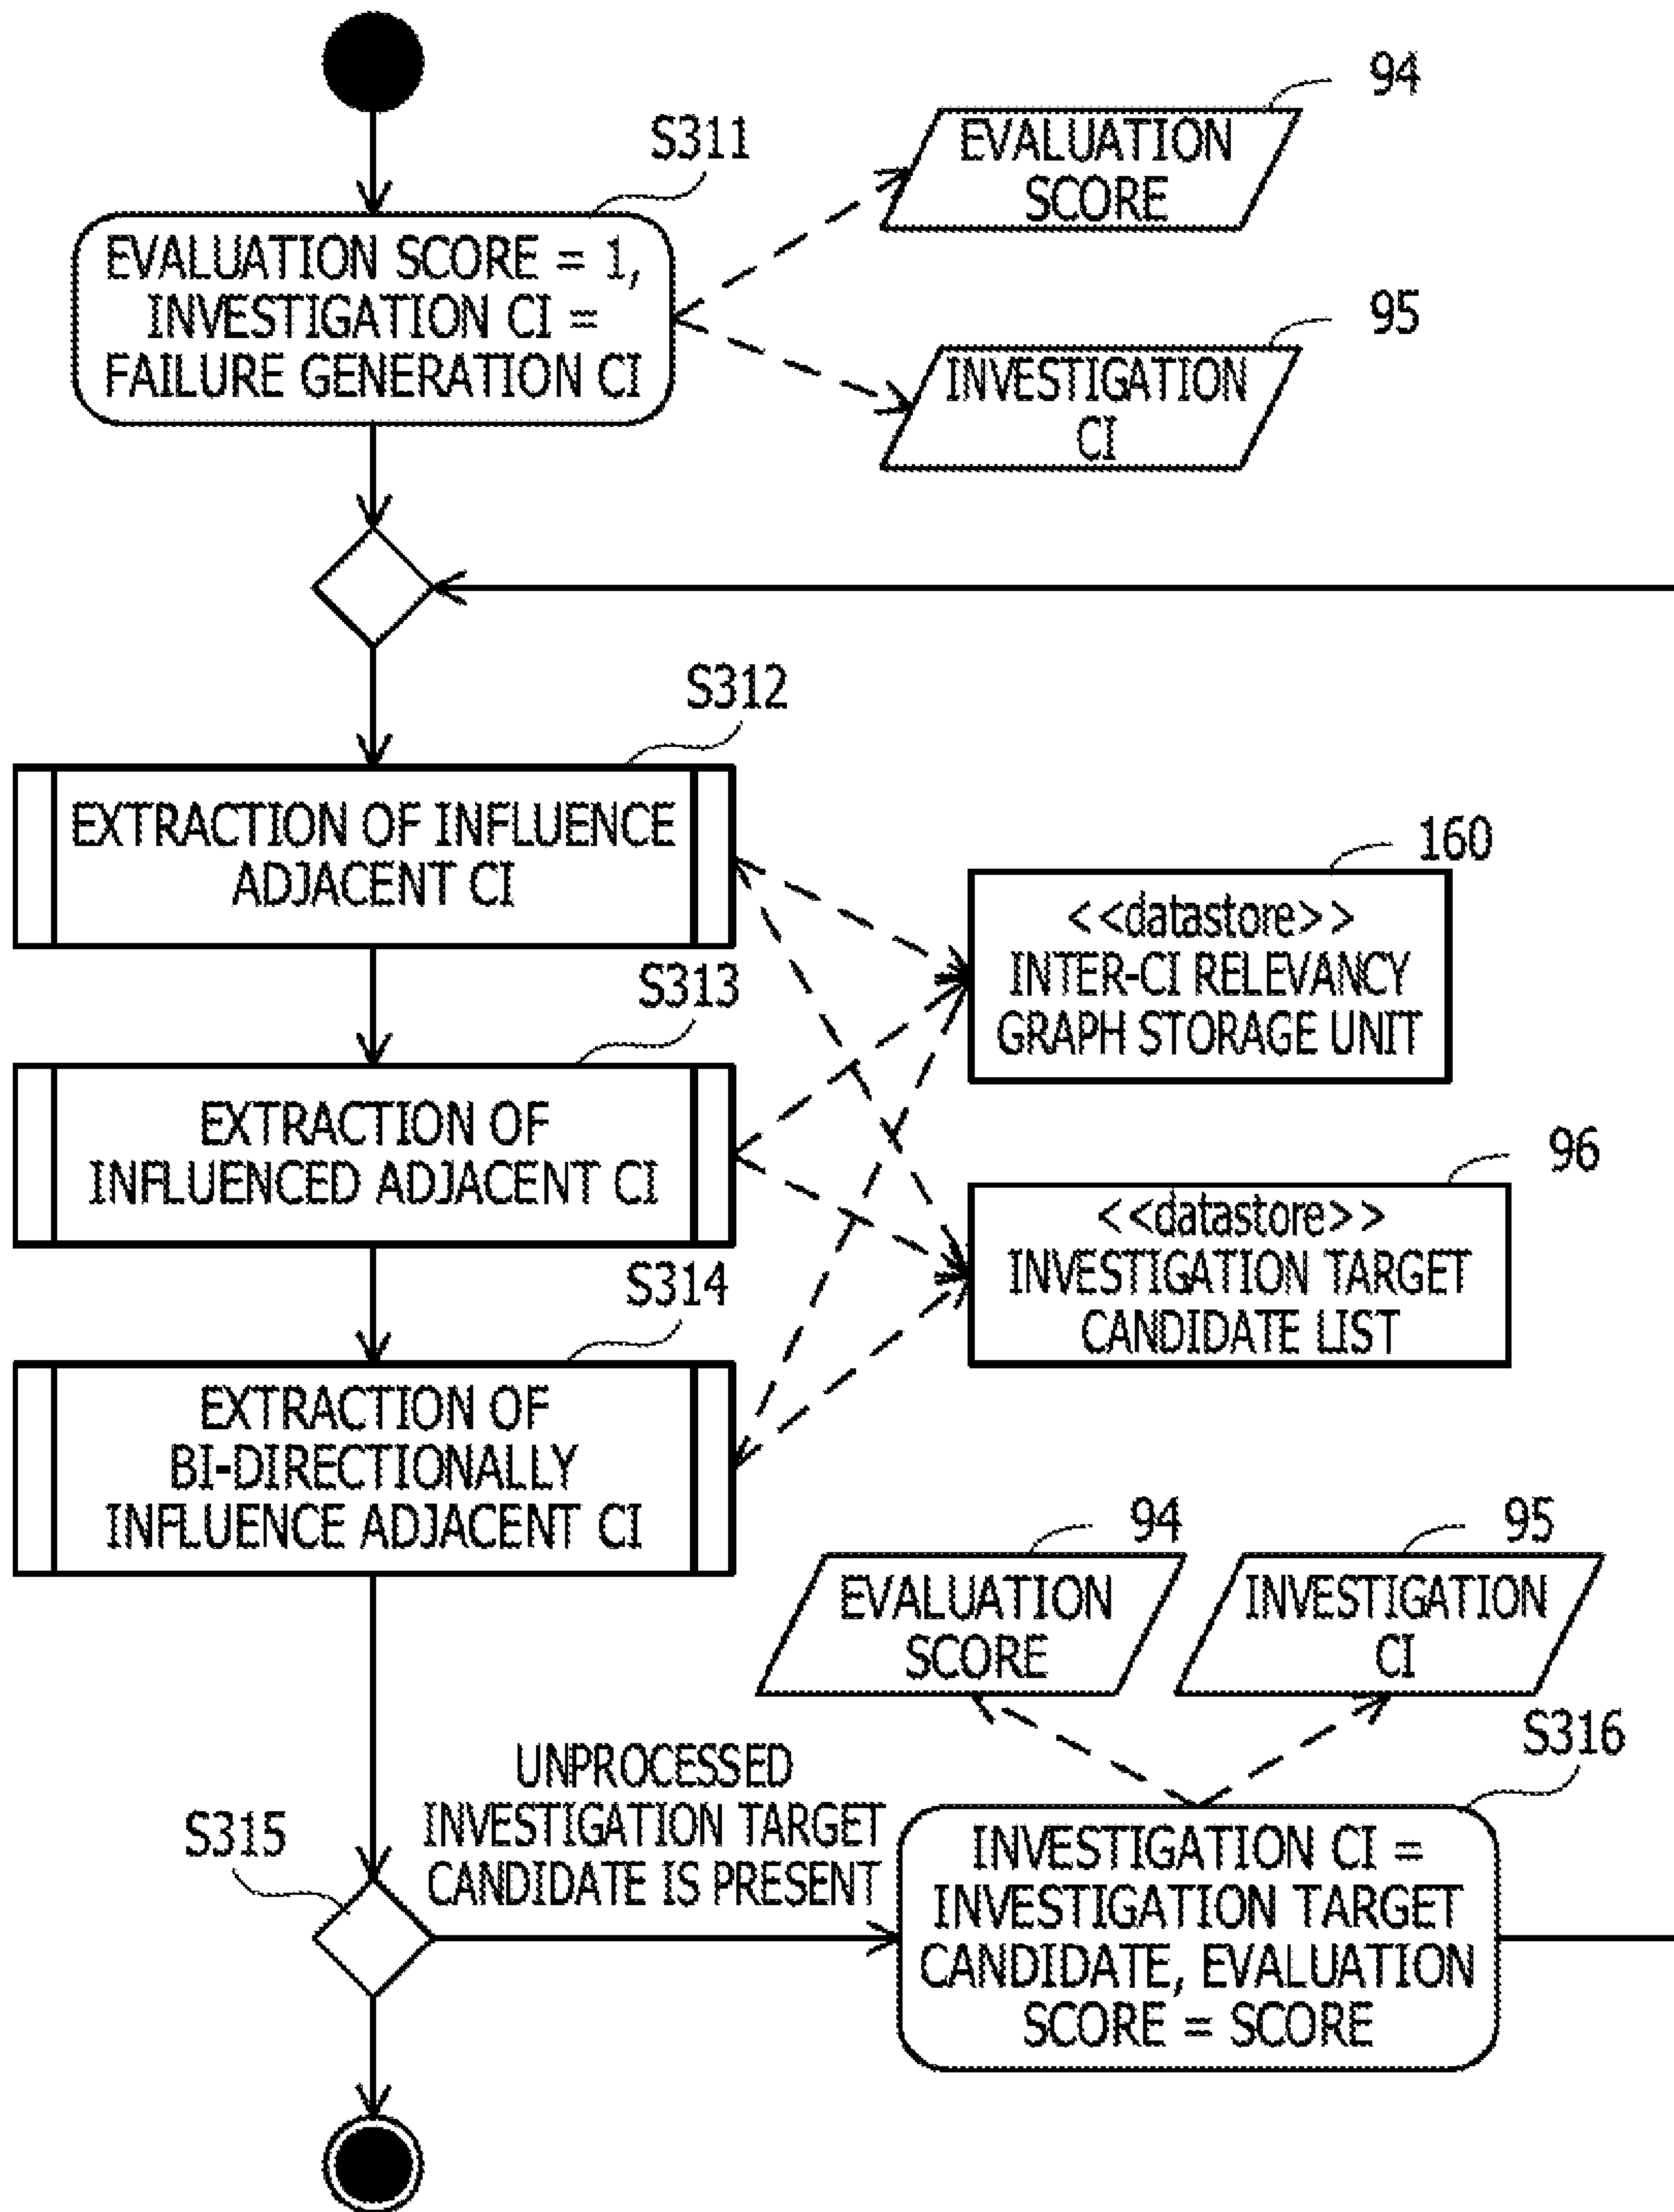 94
EVALUATION
SCORE
S311
EVALUATION SCORE = 1,
INVESTIGATION CI =
FAILURE GENERATION CI
95
INVESTIGATION
CI
S312
EXTRACTION OF INFLUENCE
ADJACENT CI
160
<<datastore>>
INTER-CI RELEVANCY
GRAPH STORAGE UNIT
S313
EXTRACTION OF
INFLUENCED ADJACENT CI
96
<<datastore>>
INVESTIGATION TARGET
CANDIDATE LIST
S314
EXTRACTION OF
BI-DIRECTIONALLY
INFLUENCE ADJACENT CI
94
EVALUATION
SCORE
95
INVESTIGATION
CI
S315
UNPROCESSED
INVESTIGATION TARGET
CANDIDATE IS PRESENT
S316
INVESTIGATION CI =
INVESTIGATION TARGET
CANDIDATE, EVALUATION
SCORE = SCORE